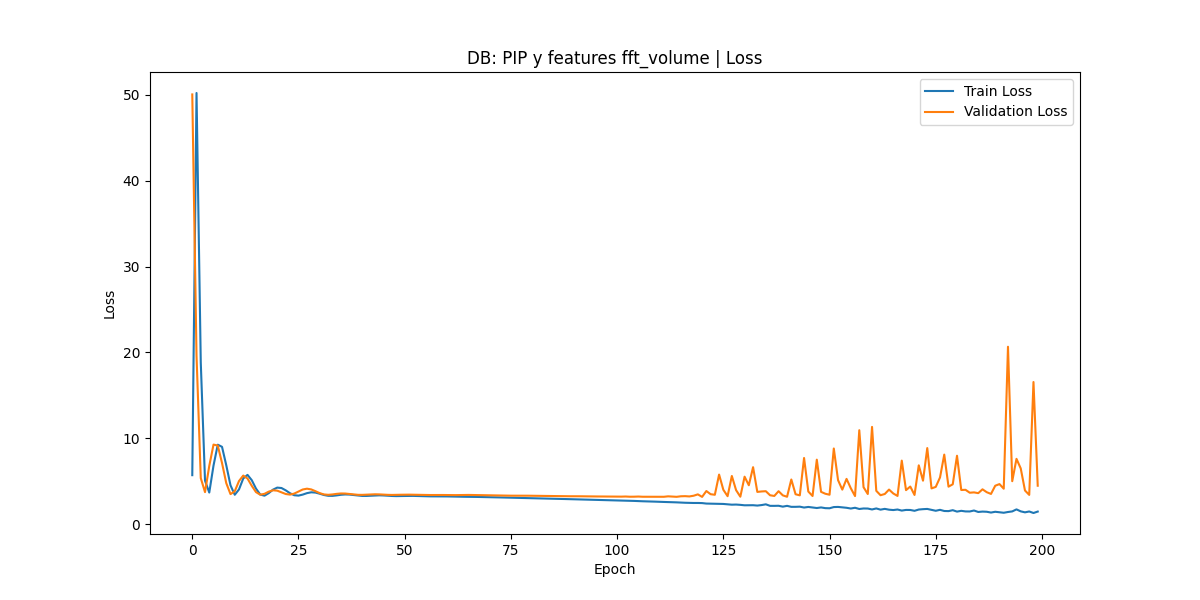 DB: PIP y features fft_volume | Loss
Train Loss
Validation Loss
50
40
30
20
10
0
Loss
0 25 50 75 100 125 150 175 200
Epoch